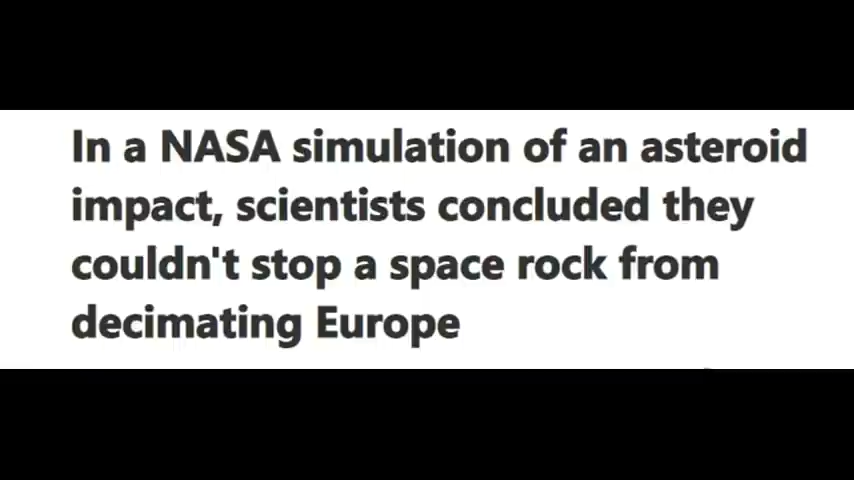 In a NASA simulation of an asteroid
impact, scientists concluded they
couldn't stop a space rock from
decimating Europe